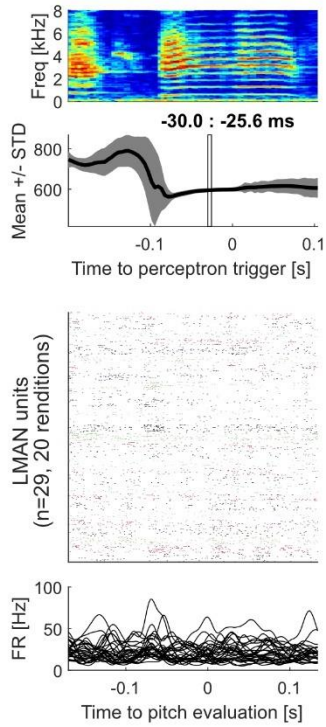 8
6
4
2
0
Freq [kHz]
-30.0 : -25.6 ms
800
600
Mean +/- STD
-0.1
0
0.1
Time to perceptron trigger [s]
LMAN units
(n=29, 20 renditions)
100
50
0
FR [Hz]
-0.1
0
0.1
Time to pitch evaluation [s]